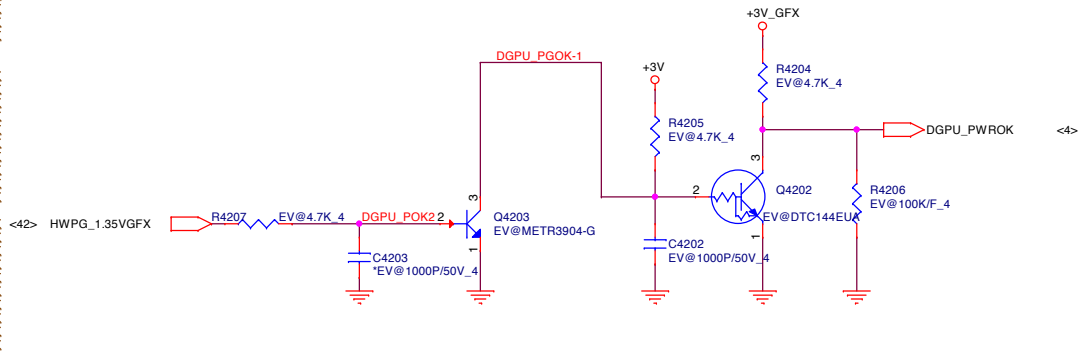 +3V_GFX
DGPU_PGOK-1
+3V
R4204
EV@4.7K_4
R4205
EV@4.7K_4
DGPU_PWROK
<4>
3
3
2
Q4202
EV@DTC144EUA
R4206
EV@100K/F_4
<42>
HWPG_1.35VGFX
R4207
EV@4.7K_4
DGPU_POK2
2
Q4203
EV@METR3904-G
1
1
C4203
*EV@1000P/50V_4
C4202
EV@1000P/50V_4